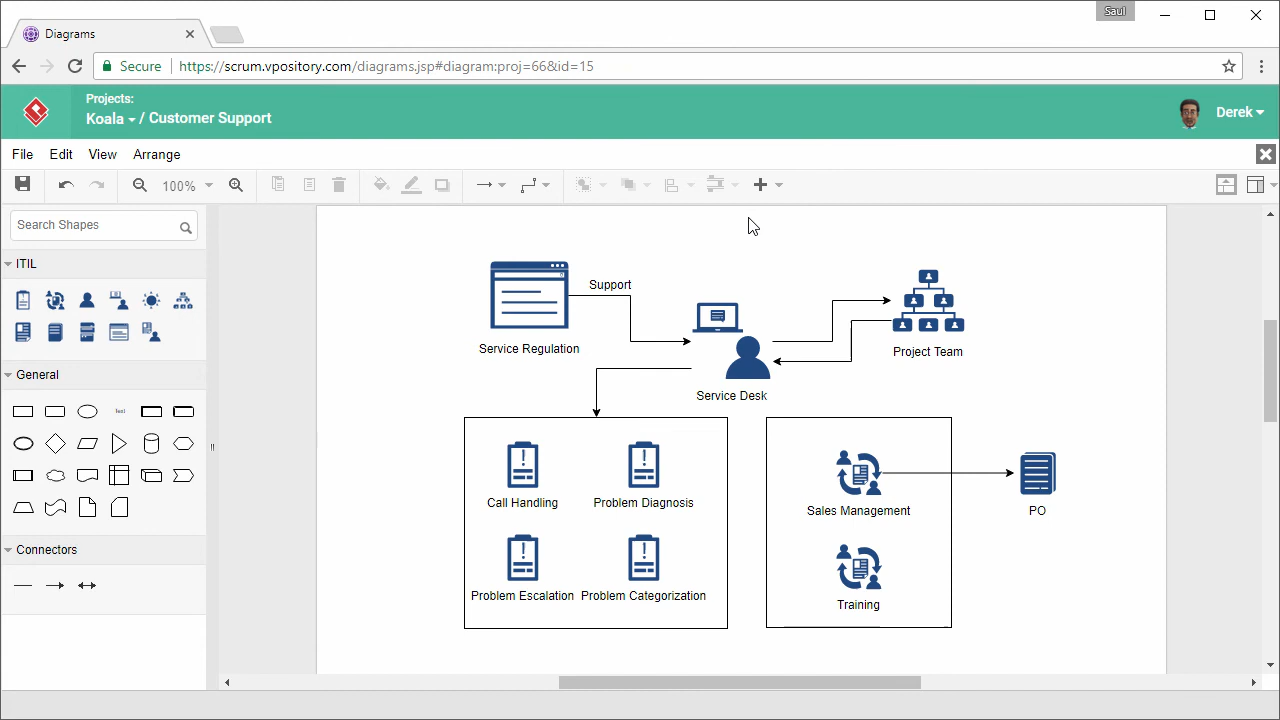 Saul
Diagrams
Secure https://scrum.vpository.com/diagrams.jsp#diagram:proj=66&id=15
Projects:
Koala / Customer Support
Derek
File Edit View Arrange
100%
Search Shapes
ITIL
General
Text
Connectors
Support
Service Regulation
Project Team
Service Desk
Call Handling
Problem Diagnosis
Problem Escalation
Problem Categorization
Sales Management
PO
Training